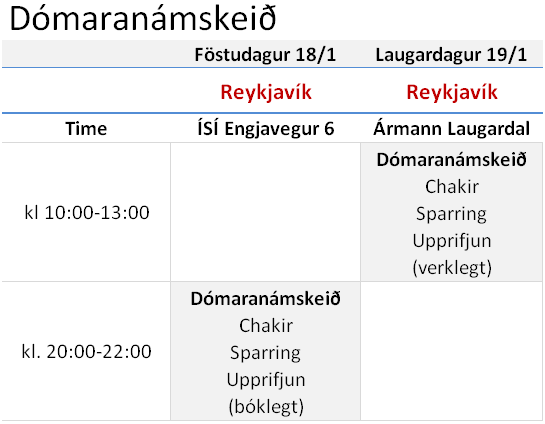 Dómaranámskeið
Föstudagur 18/1 Laugardagur 19/1
Reykjavík Reykjavík
Time ÍSÍ Engjavegur 6 Ármann Laugardal
kl 10:00-13:00
Dómaranámskeið
Chakir
Sparring
Upprifjun
(verklegt)
kl. 20:00-22:00
Dómaranámskeið
Chakir
Sparring
Upprifjun
(bóklegt)